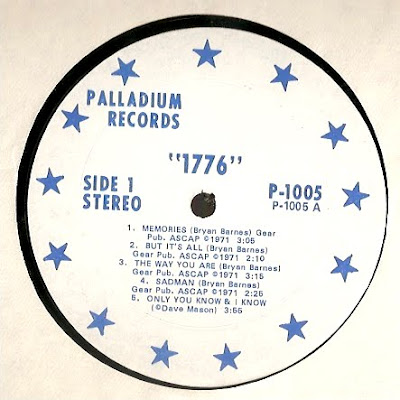 PALLADIUM
RECORDS
"1776"
SIDE 1
STEREO
P-1005
P-1005 A
1. MEMORIES (Bryan Barnes) Gear
Pub. ASCAP ©1971 3:05
2. BUT IT'S ALL (Bryan Barnes)
Gear Pub. ASCAP ©1971 2:10
3. THE WAY YOU ARE (Bryan Barnes)
Gear Pub. ASCAP ©1971 3:15
4. SADMAN (Bryan Barnes)
Gear Pub. ASCAP ©1971 2:25
5. ONLY YOU KNOW & I KNOW
(©Dave Mason) 3:55